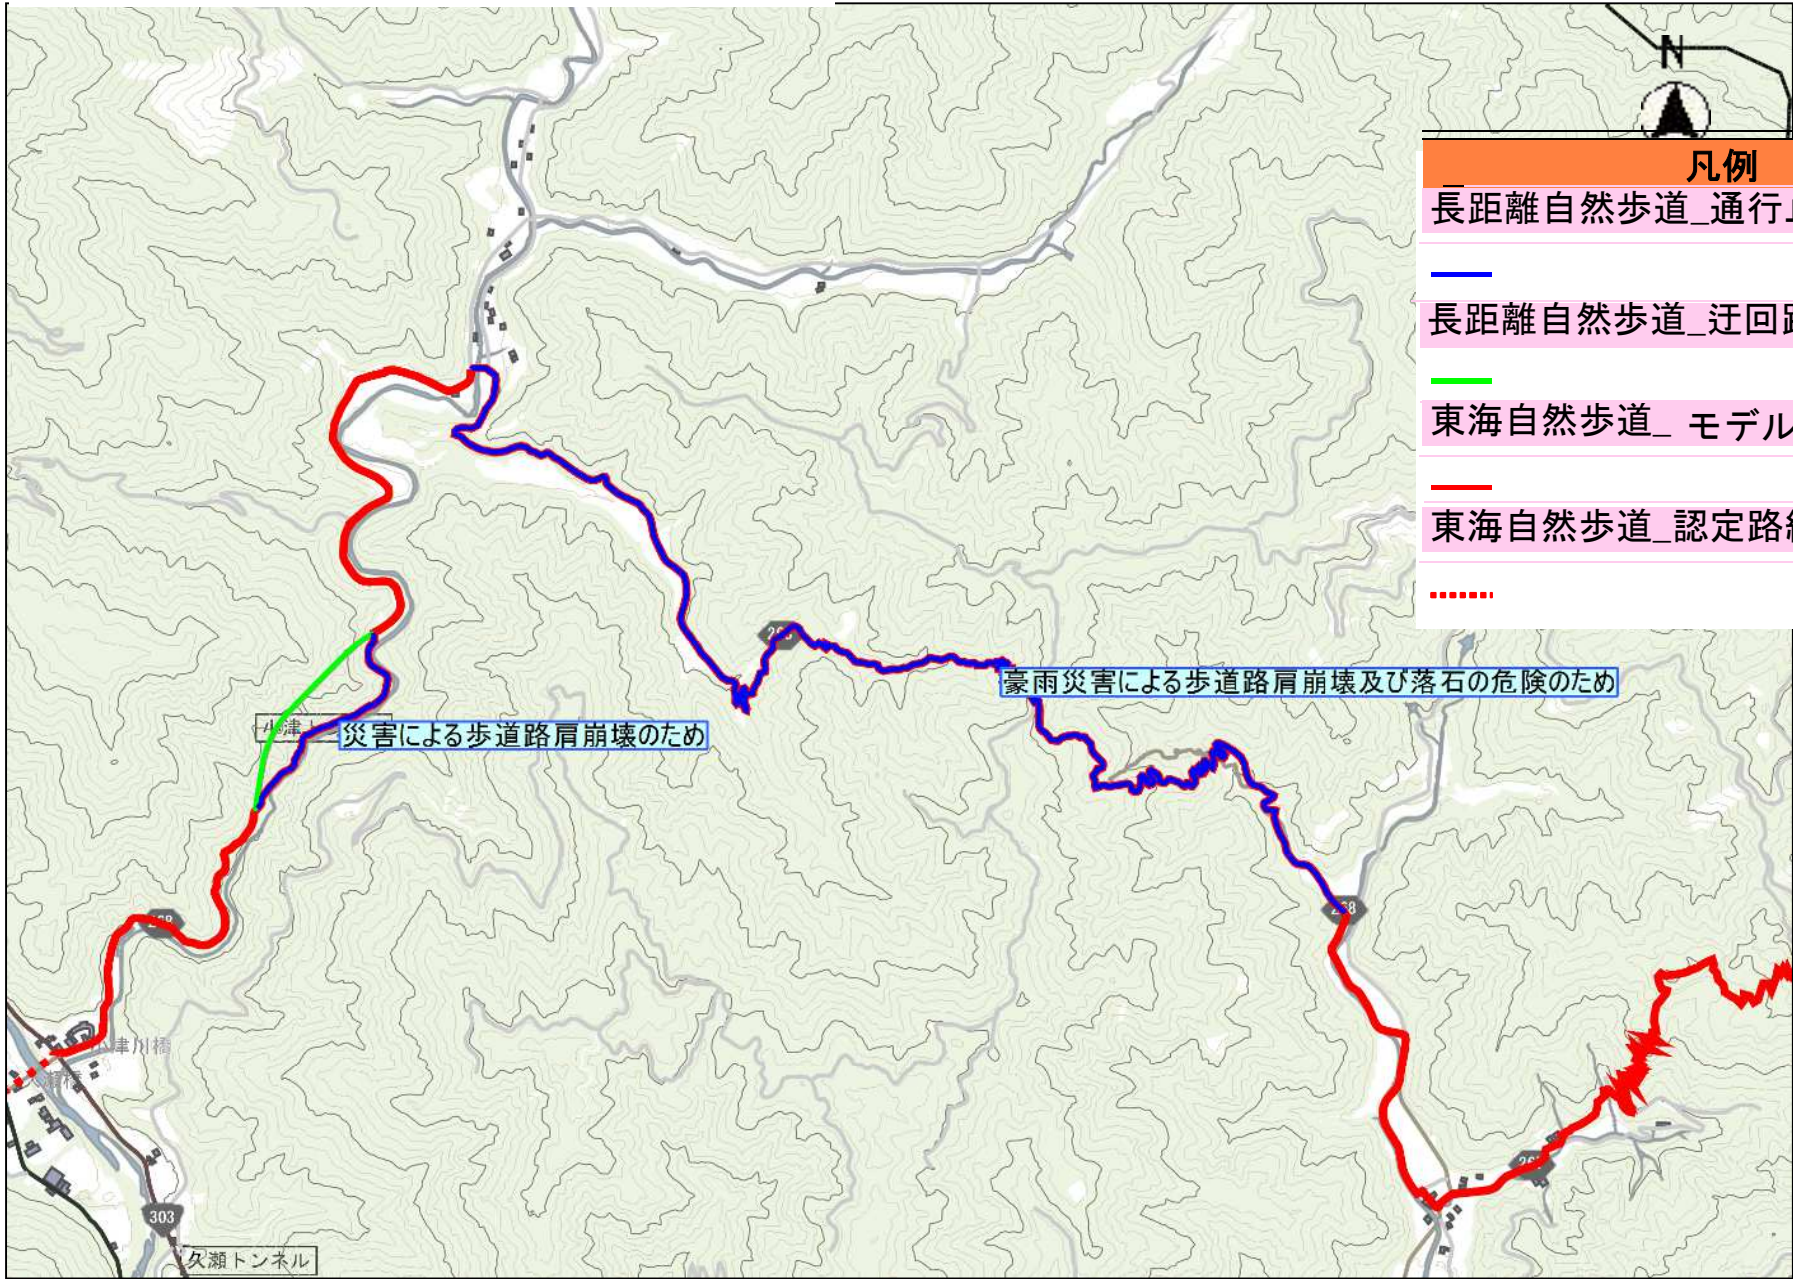 N
凡例
長距離自然歩道_通行
長距離自然歩道_迂回
東海自然歩道_ モデル
東海自然歩道_認定路
豪雨災害による歩道路肩崩壊及び落石の危険のため
小津ト
災害による歩道路肩崩壊のため
268
小津川橋
303
久瀬トンネル